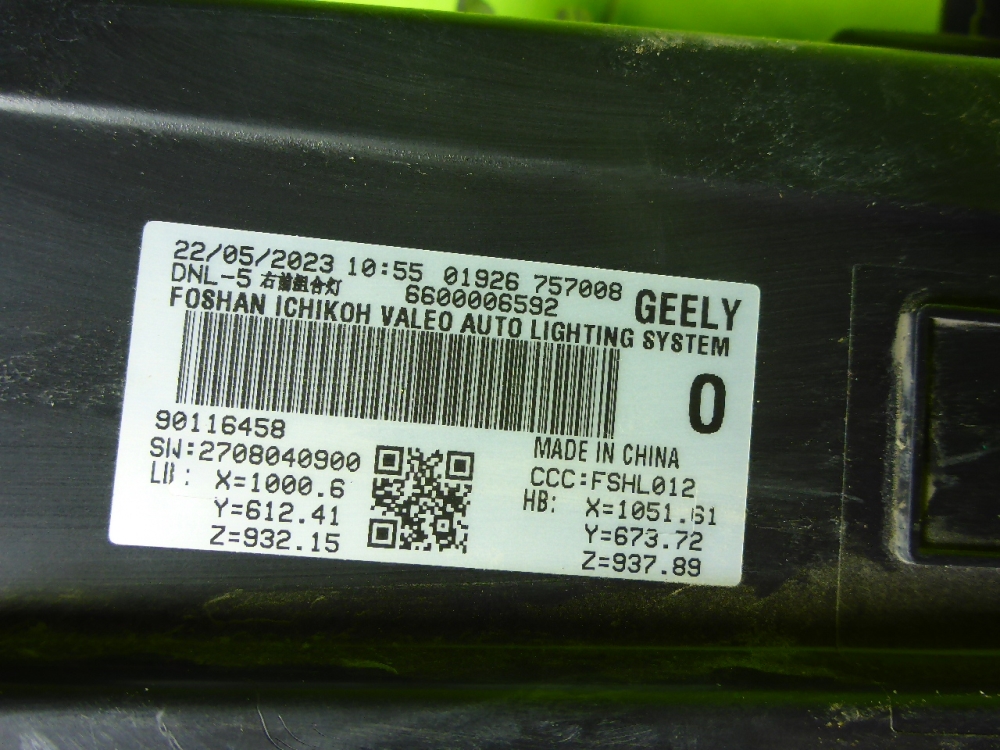 22/05/2023 10:55 01926 757008
DNL-5 右前组合灯 6600006592 GEELY
FOSHAN ICHIKOH VALEO AUTO LIGHTING SYSTEM
0
90116458
SW:2708040900
MADE IN CHINA
CCC:FSHL012
LB: X=1000.6
Y=612.41
Z=932.15
HB: X=1051.61
Y=673.72
Z=937.89